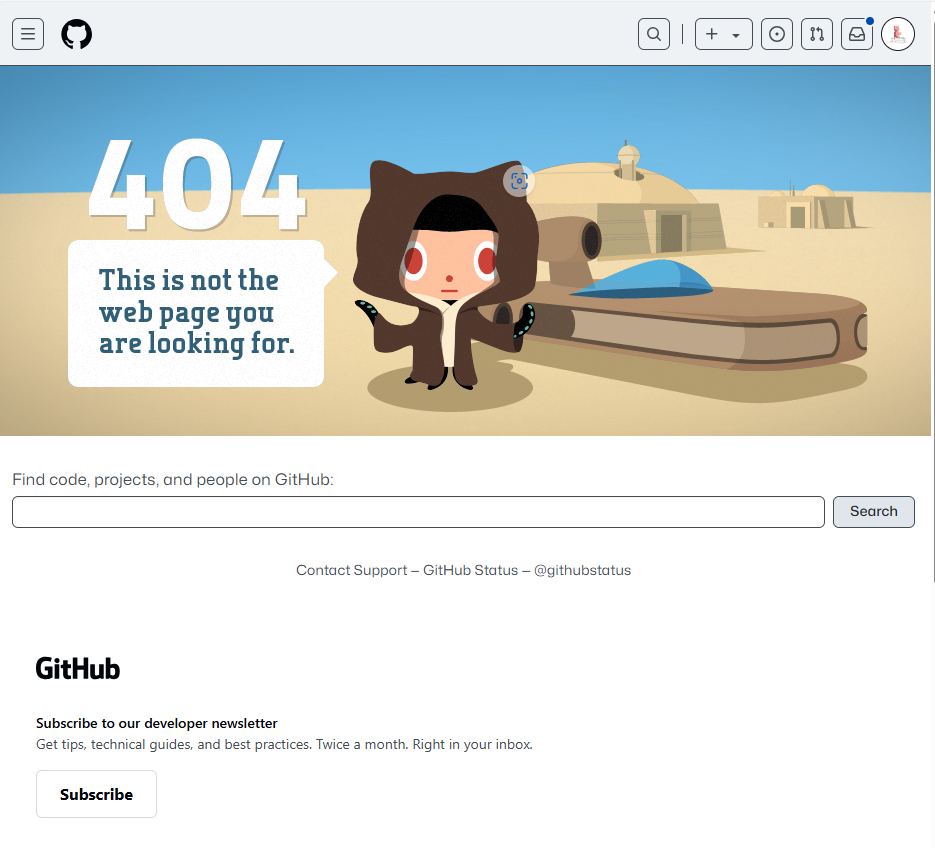 404
This is not the
web page you
are looking for.
Find code, projects, and people on GitHub:
Search
Contact Support — GitHub Status — @githubstatus
GitHub
Subscribe to our developer newsletter
Get tips, technical guides, and best practices. Twice a month. Right in your inbox.
Subscribe